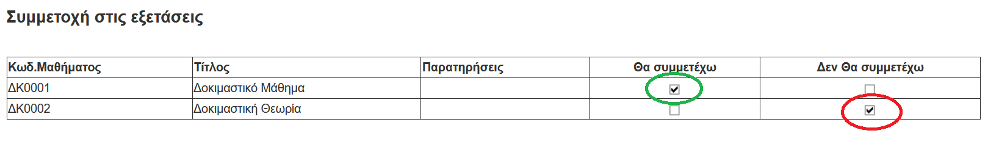 Συμμετοχή στις εξετάσεις
Κωδ.Μαθήματος Τίτλος Παρατηρήσεις Θα συμμετέχω Δεν Θα συμμετέχω
ΔΚ0001 Δοκιμαστικό Μάθημα
ΔΚ0002 Δοκιμαστική Θεωρία